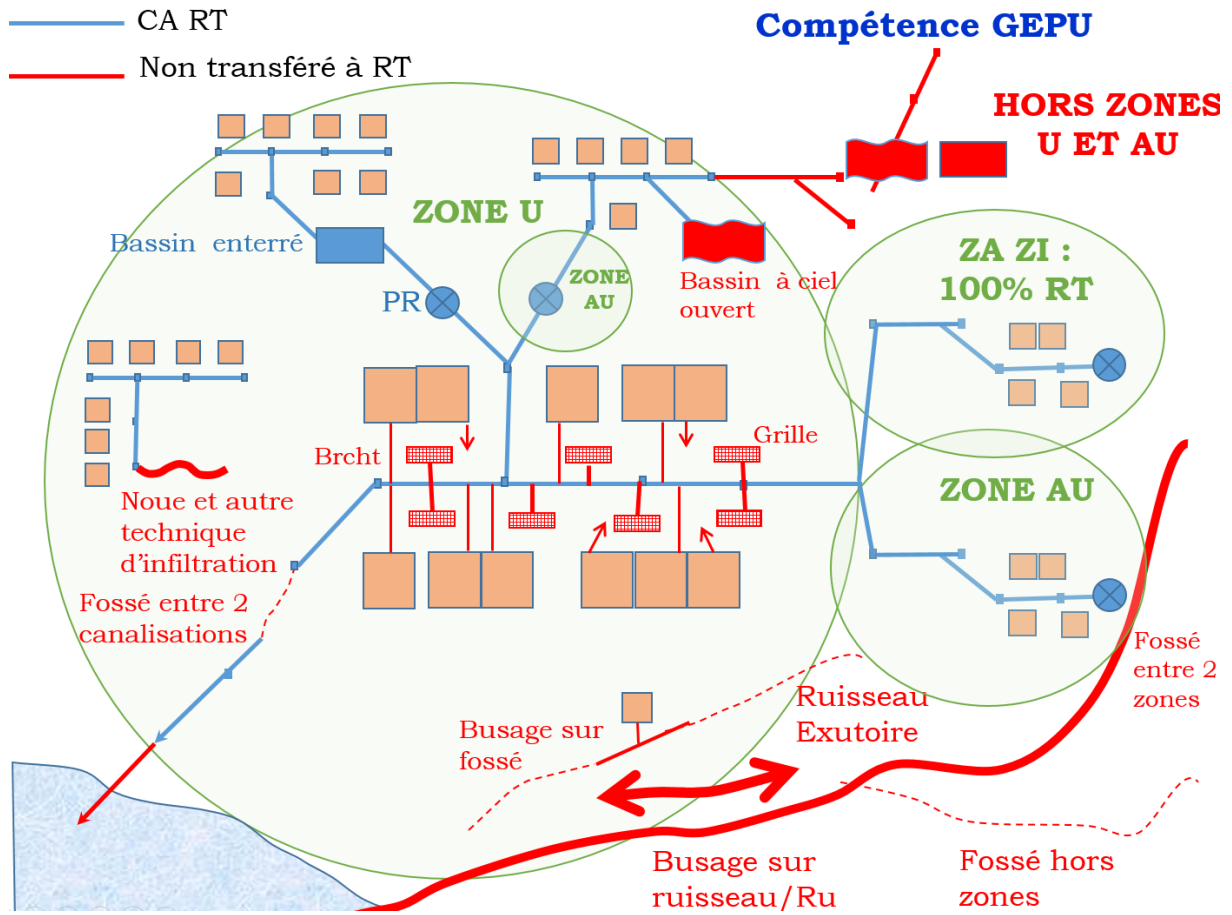 CA RT
Compétence GEPU
Non transféré à RT
HORS ZONES
U ET AU
ZONE U
Bassin enterré
ZONE
AU
PR
Bassin à ciel
ouvert
ZA ZI :
100% RT
Brcht
Grille
ZONE AU
Noue et autre
technique
d'infiltration
Fossé entre 2
canalisations
Fossé
entre 2
zones
Ruisseau
Exutoire
Busage sur
fossé
Busage sur
ruisseau/Ru
Fossé hors
zones